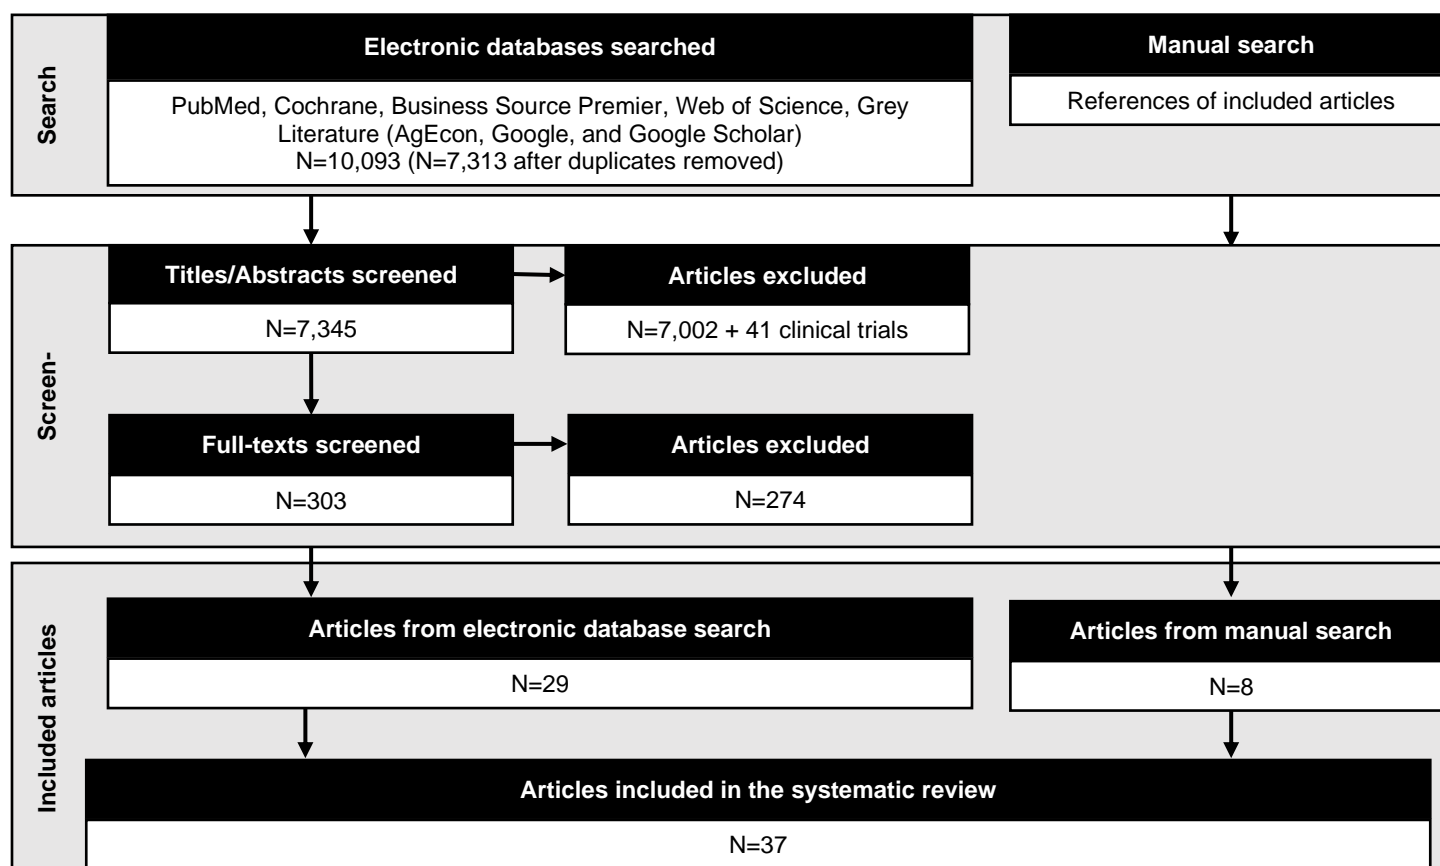 Search
Electronic databases searched
PubMed, Cochrane, Business Source Premier, Web of Science, Grey
Literature (AgEcon, Google, and Google Scholar)
N=10,093 (N=7,313 after duplicates removed)
Manual search
References of included articles
Screen-
Titles/Abstracts screened
N=7,345
Articles excluded
N=7,002 + 41 clinical trials
Full-texts screened
N=303
Articles excluded
N=274
Included articles
Articles from electronic database search
N=29
Articles from manual search
N=8
Articles included in the systematic review
N=37